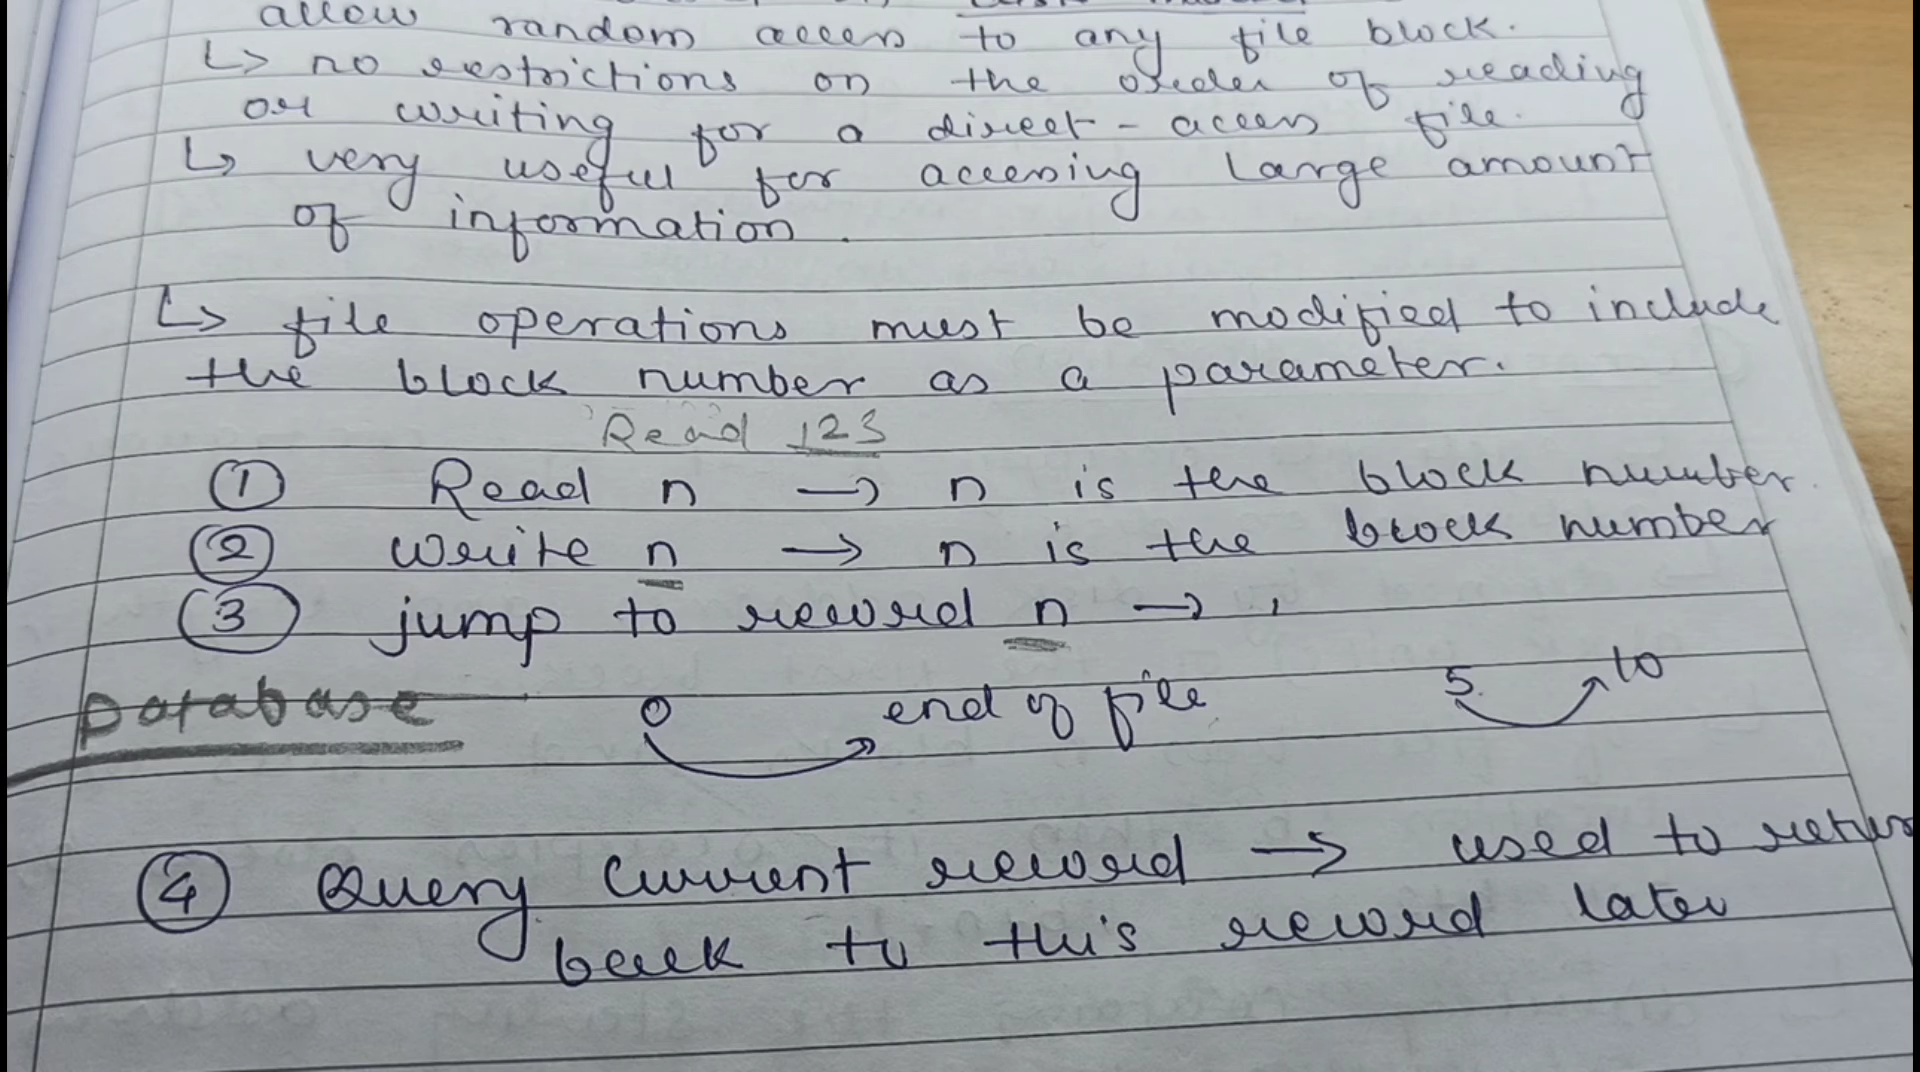 allow random access to any file block.
↳ no restrictions on the order of reading
or writing for a direct - access file.
↳ very useful for accessing large amount
of information.
↳ file operations must be modified to include
the block number as a parameter.
Read 123
① Read n → n is the block number.
② write n → n is the block number
③ jump to record n → ,
Database 0 end of file 5 10
④ Query current record → used to return
back to this record later